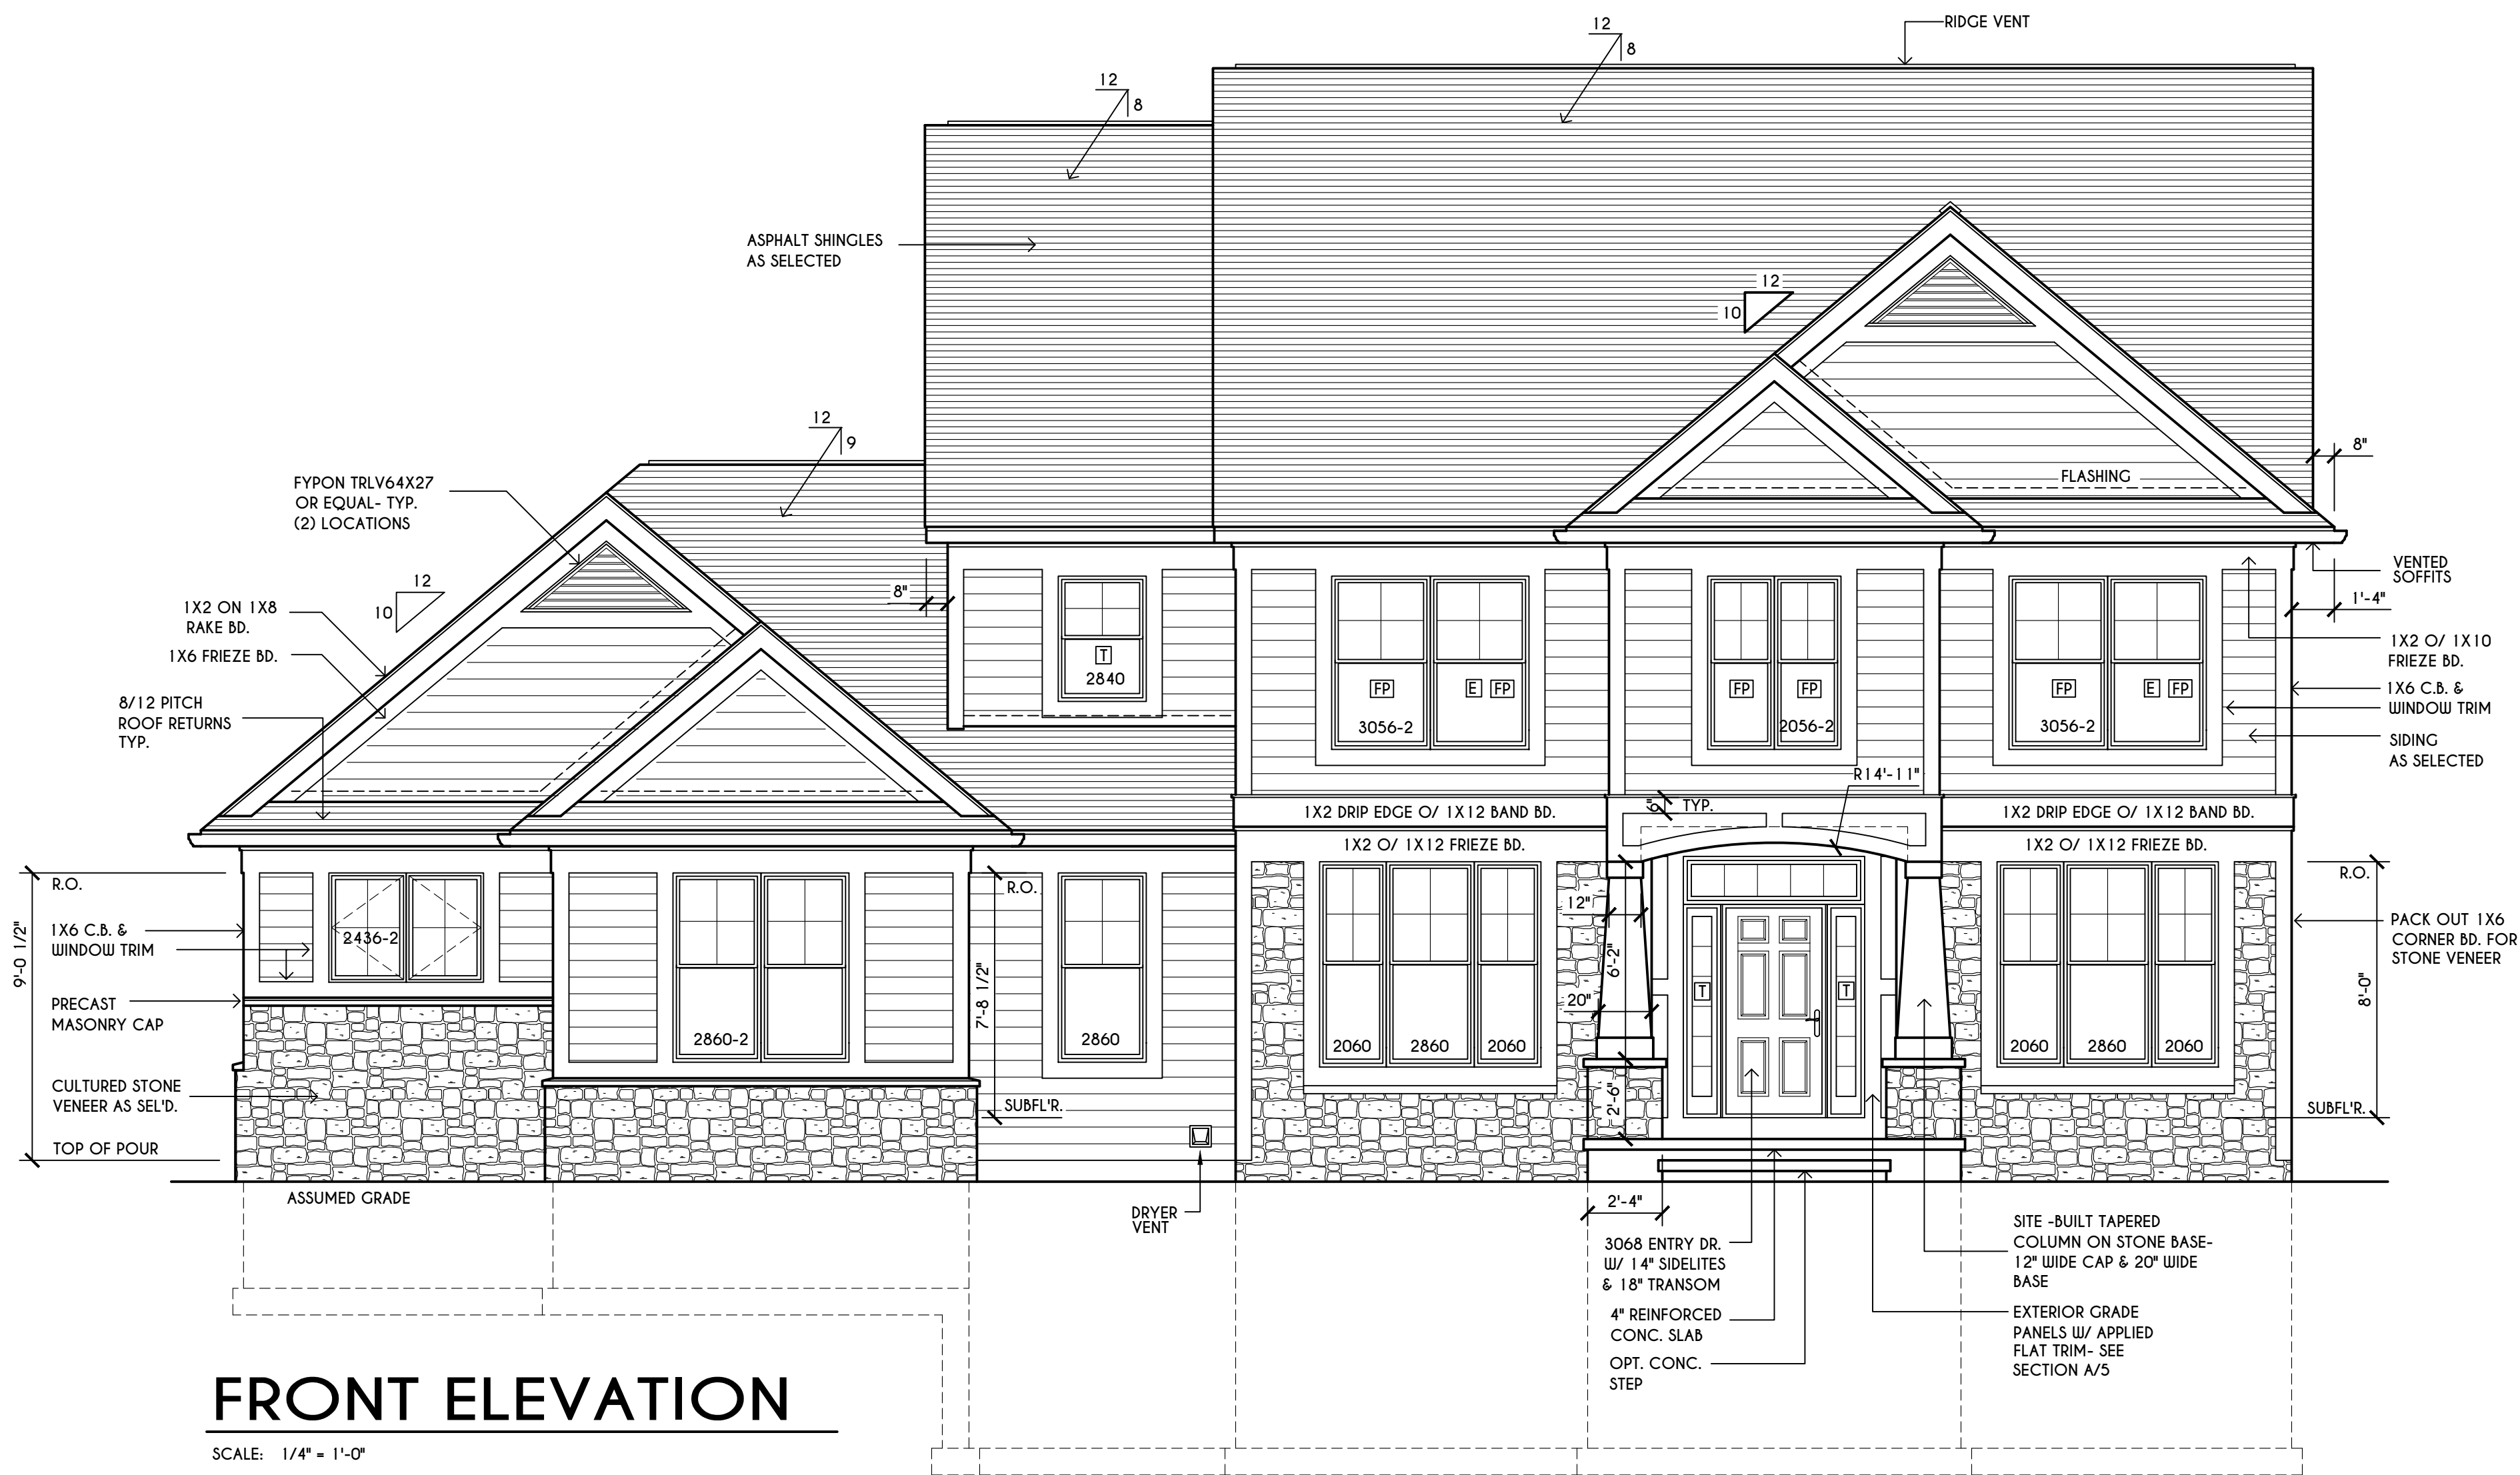 12
8
RIDGE VENT
12
8
ASPHALT SHINGLES
AS SELECTED
12
10
12
9
8"
FLASHING
FYPON TRLV64X27
OR EQUAL- TYP.
(2) LOCATIONS
12
10
8"
VENTED
SOFFITS
1'-4"
1X2 ON 1X8
RAKE BD.
1X6 FRIEZE BD.
8/12 PITCH
ROOF RETURNS
TYP.
T
2840
FP
E FP
3056-2
FP
FP
2056-2
FP
E FP
3056-2
1X2 O/ 1X10
FRIEZE BD.
1X6 C.B. &
WINDOW TRIM
SIDING
AS SELECTED
R14'-11"
6"
TYP.
1X2 DRIP EDGE O/ 1X12 BAND BD.
1X2 DRIP EDGE O/ 1X12 BAND BD.
1X2 O/ 1X12 FRIEZE BD.
1X2 O/ 1X12 FRIEZE BD.
R.O.
R.O.
R.O.
9'-0 1/2"
1X6 C.B. &
WINDOW TRIM
2436-2
PRECAST
MASONRY CAP
CULTURED STONE
VENEER AS SEL'D.
TOP OF POUR
ASSUMED GRADE
2860-2
7'-8 1/2"
2860
SUBFL'R.
DRYER
VENT
2060
2860
2060
12"
6'-2"
20"
2'-6"
T
T
2060
2860
2060
PACK OUT 1X6
CORNER BD. FOR
STONE VENEER
8'-0"
SUBFL'R.
2'-4"
3068 ENTRY DR.
W/ 14" SIDELITES
& 18" TRANSOM
4" REINFORCED
CONC. SLAB
OPT. CONC.
STEP
SITE -BUILT TAPERED
COLUMN ON STONE BASE-
12" WIDE CAP & 20" WIDE
BASE
EXTERIOR GRADE
PANELS W/ APPLIED
FLAT TRIM- SEE
SECTION A/5
FRONT ELEVATION
SCALE: 1/4" = 1'-0"